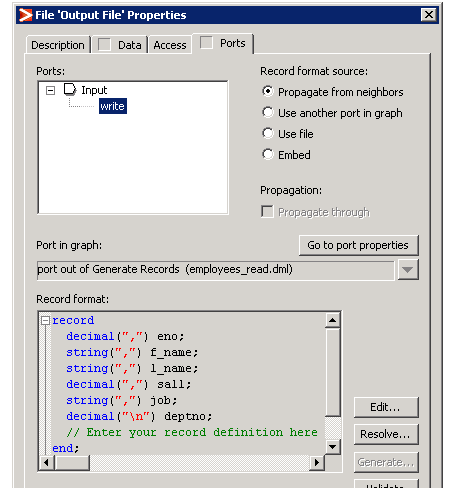 File 'Output File' Properties
Description Data Access Ports
Ports:
Input
write
Record format source:
Propagate from neighbors
Use another port in graph
Use file
Embed
Propagation:
Propagate through
Port in graph:
Go to port properties
port out of Generate Records (employees_read.dml)
Record format:
record
decimal(",") eno;
string(",") f_name;
string(",") l_name;
decimal(",") sall;
string(",") job;
decimal("\n") deptno;
// Enter your record definition here
end;
Edit...
Resolve...
Generate...
Validate